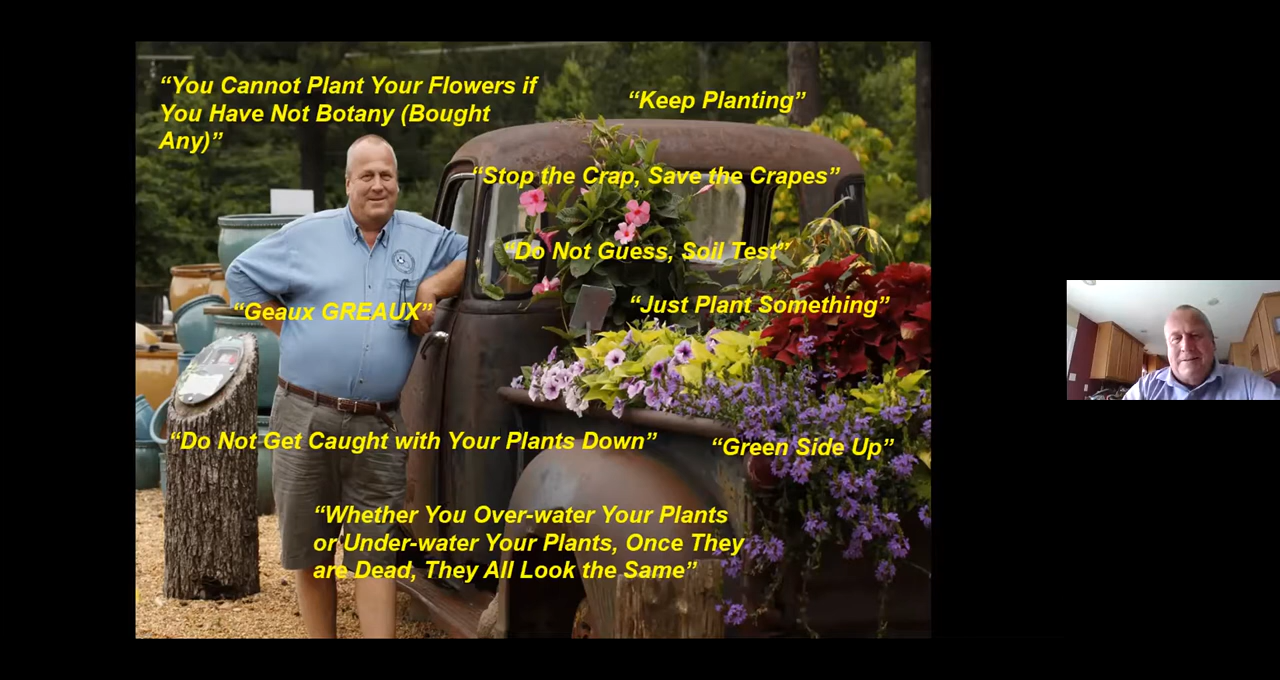 “You Cannot Plant Your Flowers if
You Have Not Botany (Bought
Any)”
“Keep Planting”
“Stop the Crap, Save the Crapes”
“Do Not Guess, Soil Test”
“Just Plant Something”
“Geaux GREAUX”
“Do Not Get Caught with Your Plants Down”
“Green Side Up”
“Whether You Over-water Your Plants
or Under-water Your Plants, Once They
are Dead, They All Look the Same”